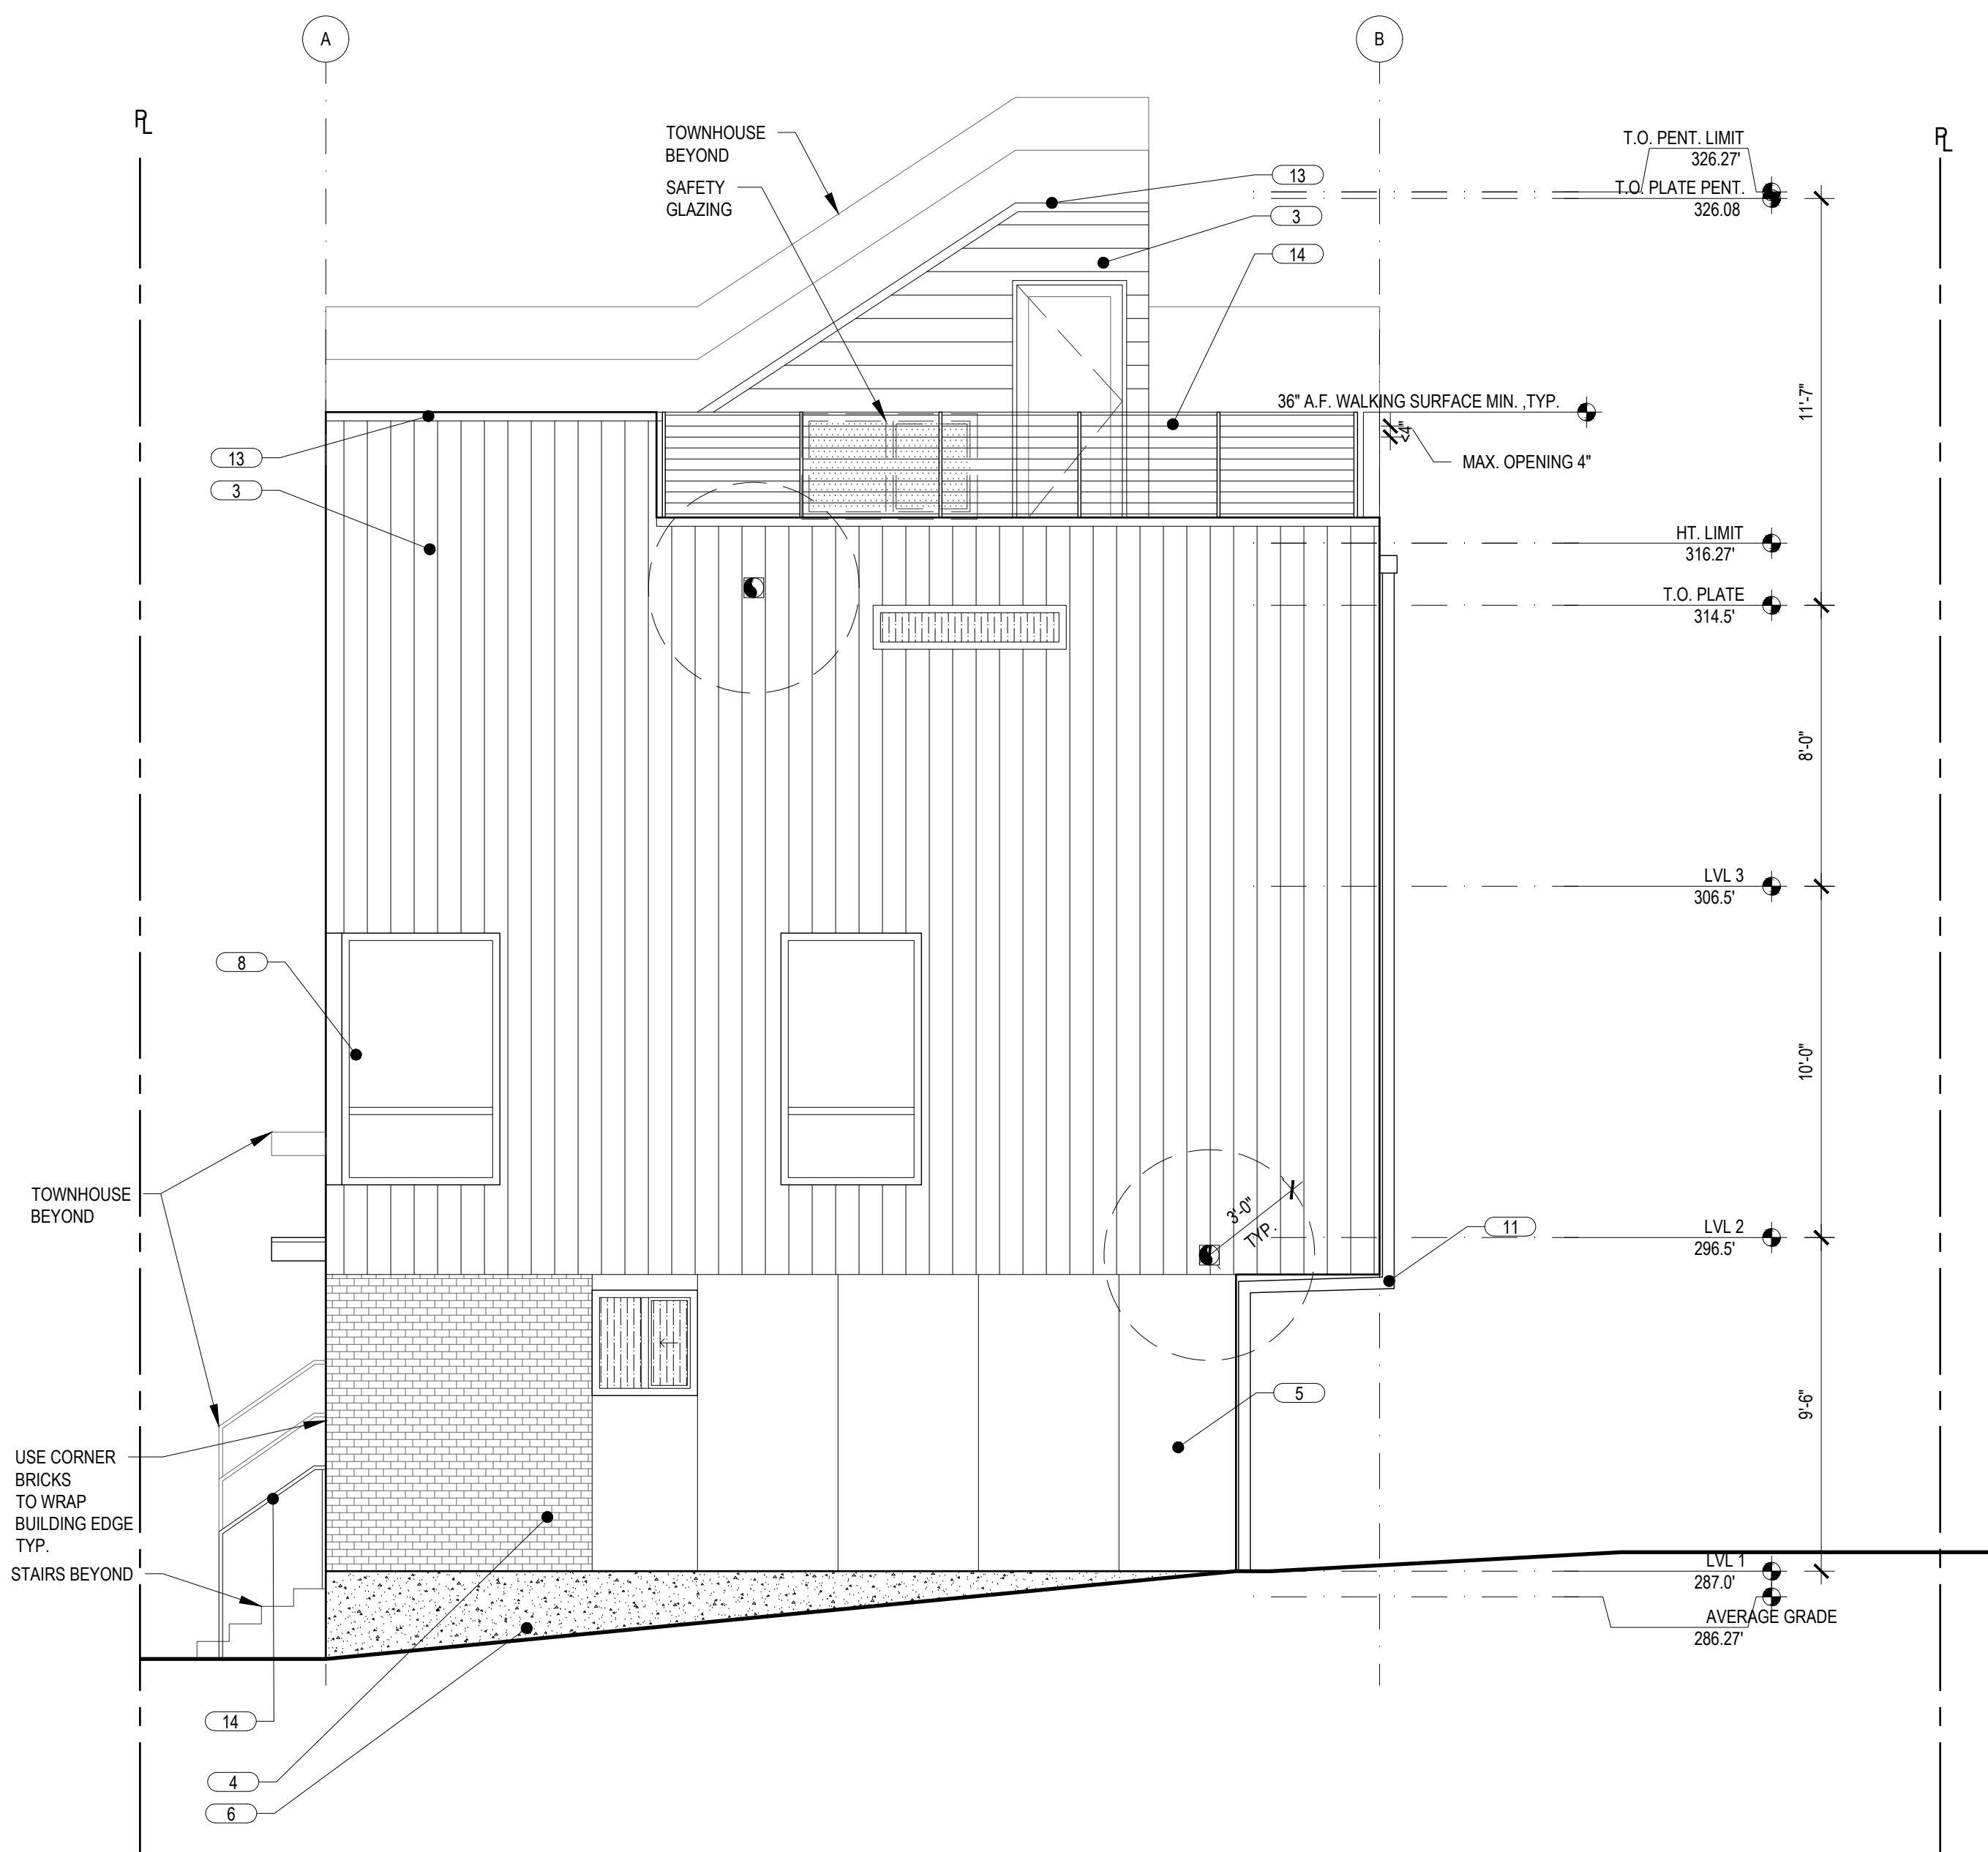 A
B
PL
PL
TOWNHOUSE
BEYOND
SAFETY
GLAZING
13
3
14
T.O. PENT. LIMIT
326.27'
T.O. PLATE PENT.
326.08
11'-7"
36" A.F. WALKING SURFACE MIN. ,TYP.
<4"
MAX. OPENING 4"
13
3
HT. LIMIT
316.27'
T.O. PLATE
314.5'
8'-0"
LVL 3
306.5'
8
10'-0"
TOWNHOUSE
BEYOND
3'-0"
TYP.
11
LVL 2
296.5'
5
9'-6"
USE CORNER
BRICKS
TO WRAP
BUILDING EDGE
TYP.
STAIRS BEYOND
LVL 1
287.0'
AVERAGE GRADE
286.27'
14
4
6